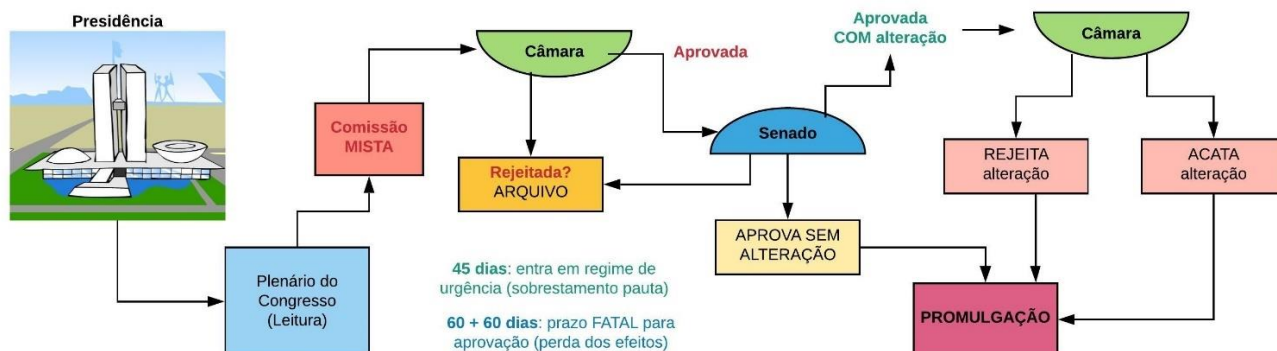 Presidência
Plenário do
Congresso
(Leitura)
Comissão
MISTA
Câmara
Aprovada
Rejeitada?
ARQUIVO
Senado
APROVA SEM
ALTERAÇÃO
Aprovada
COM alteração
Câmara
REJEITA
alteração
ACATA
alteração
PROMULGAÇÃO
45 dias: entra em regime de
urgência (sobrestamento pauta)
60 + 60 dias: prazo FATAL para
aprovação (perda dos efeitos)